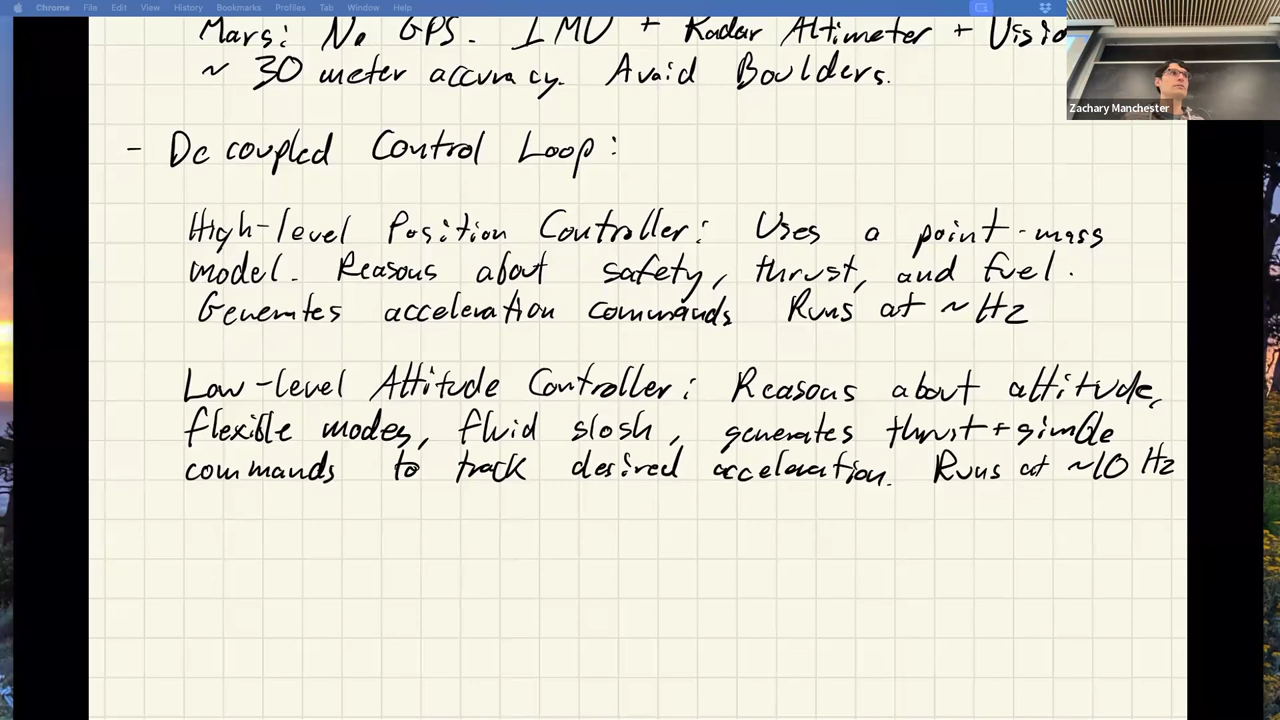 Chrome File Edit View History Bookmarks Profiles Tab Window Help
Mars: No GPS. IMU + Radar Altimeter + Visio
~ 30 meter accuracy. Avoid Boulders.
Zachary Manchester
- Decoupled Control Loop:
High-level Position Controller: Uses a point-mass
model. Reasons about safety, thrust, and fuel.
Generates acceleration commands Runs at ~Hz
Low-level Attitude Controller: Reasons about attitude,
flexible modes, fluid slosh, generates thrust+gimble
commands to track desired acceleration. Runs at ~10 Hz